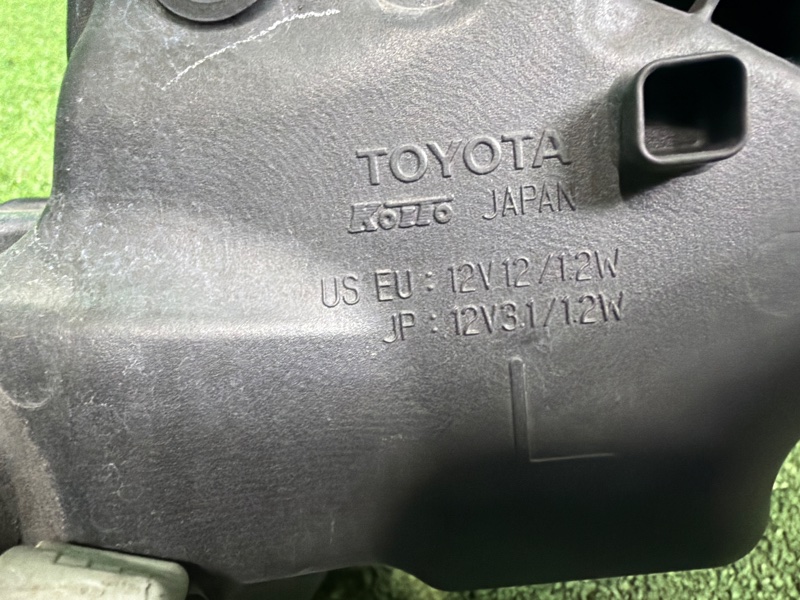 TOYOTA
KOITO JAPAN
US EU : 12V12/1.2W
JP : 12V3.1/1.2W
L